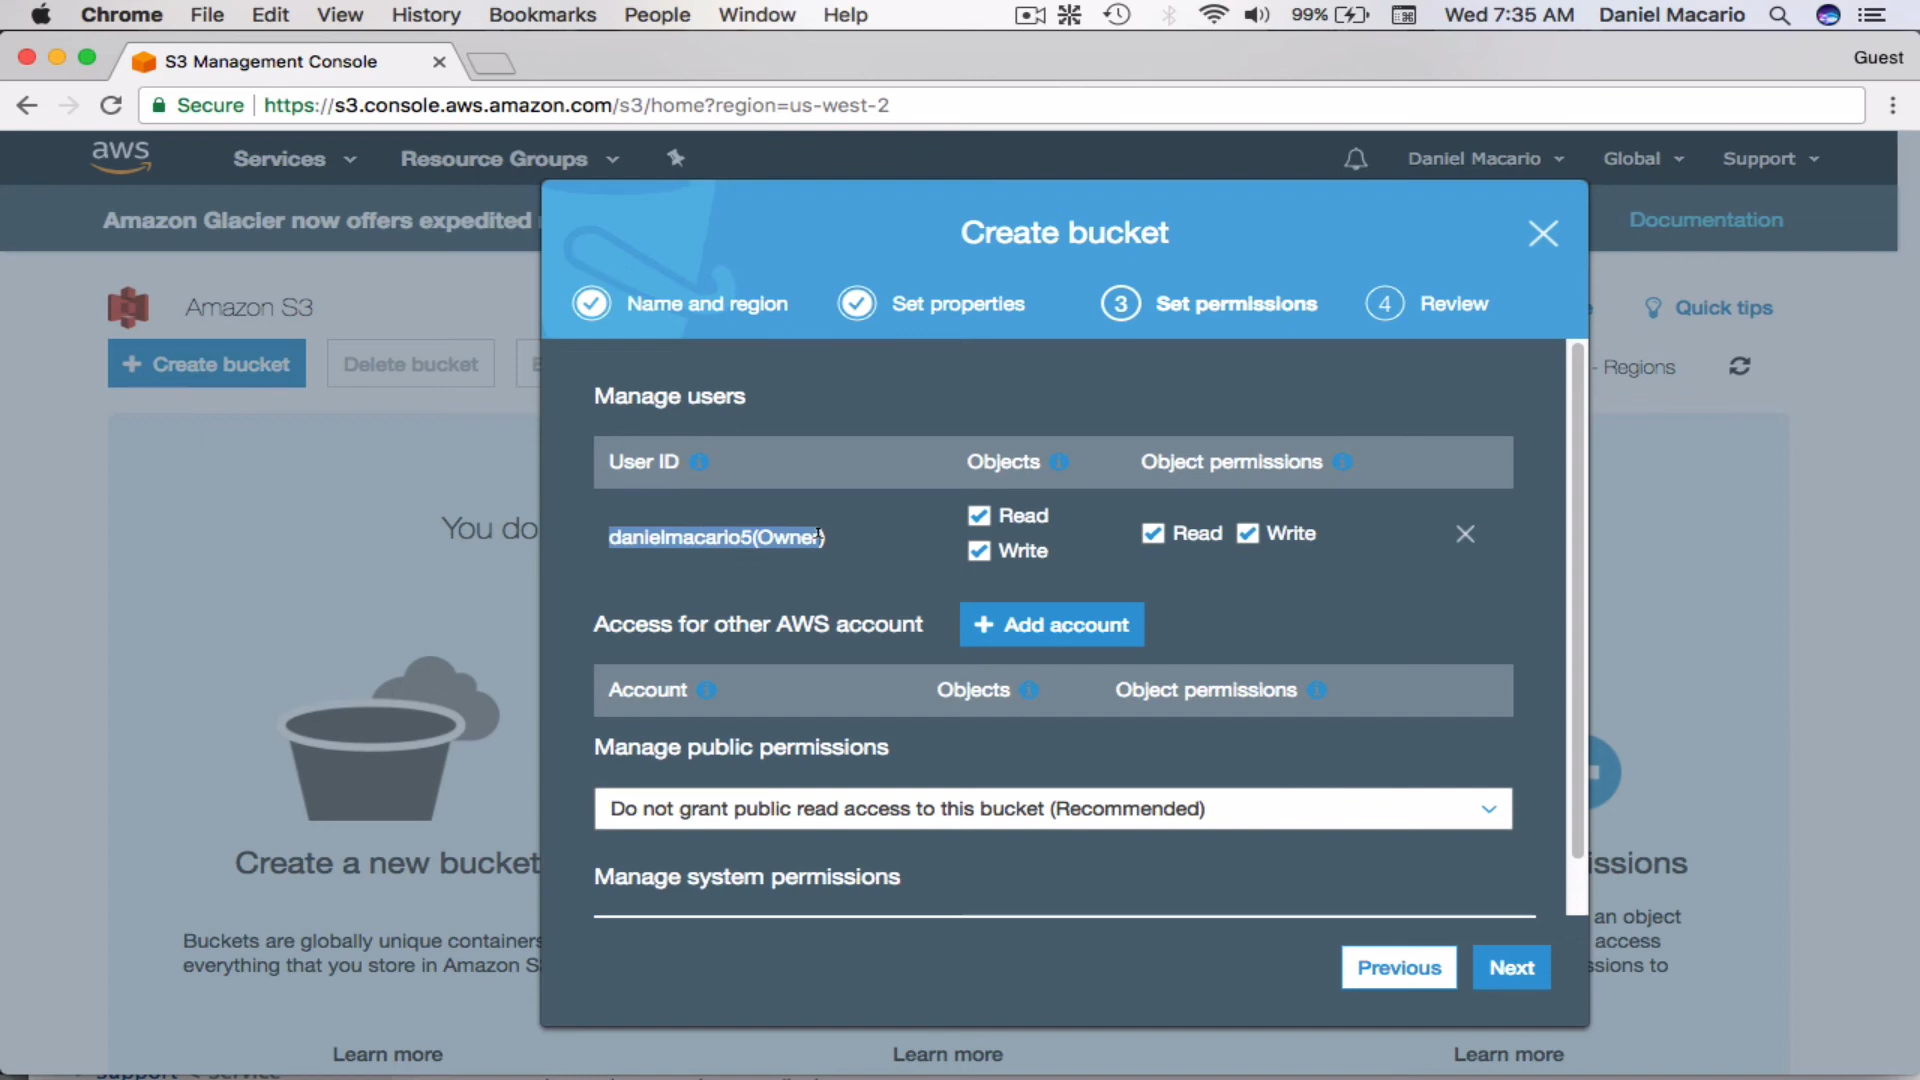 Chrome File Edit View History Bookmarks People Window Help 99% Wed 7:35 AM Daniel Macario
S3 Management Console Guest
Secure https://s3.console.aws.amazon.com/s3/home?region=us-west-2
aws Services Resource Groups Daniel Macario Global Support
Amazon Glacier now offers expedited Documentation
Create bucket
Name and region Set properties 3 Set permissions 4 Review
Amazon S3 Quick tips
Create bucket Delete bucket Regions
Manage users
User ID Objects Object permissions
danielmacario5(Owner) Read Write Read Write
You do
Access for other AWS account Add account
Account Objects Object permissions
Manage public permissions
Do not grant public read access to this bucket (Recommended)
Manage system permissions
Create a new bucket
Buckets are globally unique containers
everything that you store in Amazon S
an object
access
Previous Next
Learn more Learn more Learn more